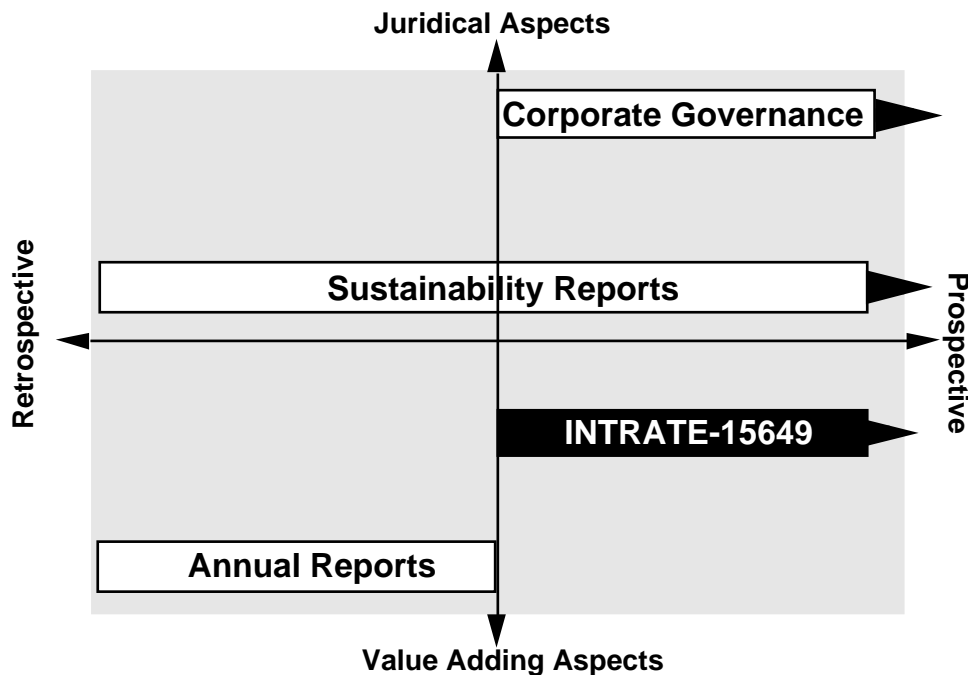 Juridical Aspects
Corporate Governance
Retrospective
Sustainability Reports
Prospective
INTRATE-15649
Annual Reports
Value Adding Aspects